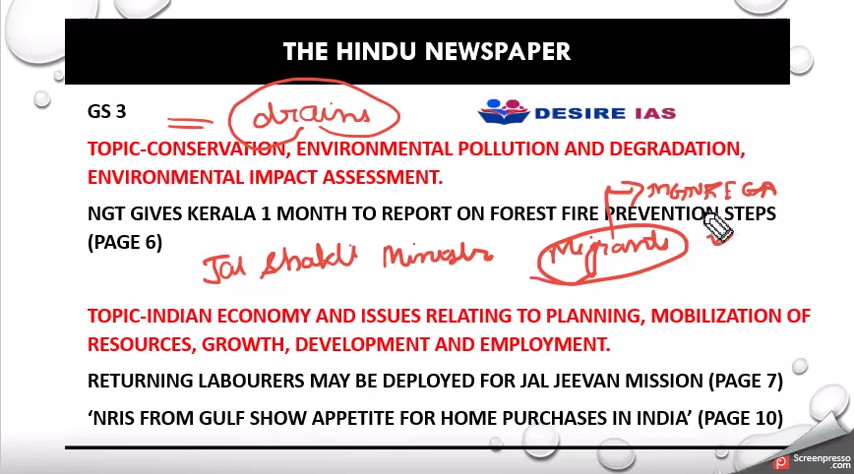 THE HINDU NEWSPAPER
GS 3
drains
DESIRE IAS
TOPIC-CONSERVATION, ENVIRONMENTAL POLLUTION AND DEGRADATION,
ENVIRONMENTAL IMPACT ASSESSMENT.
MGNREGA
NGT GIVES KERALA 1 MONTH TO REPORT ON FOREST FIRE PREVENTION STEPS
(PAGE 6)
Jal Shakti Minister Migrants
TOPIC-INDIAN ECONOMY AND ISSUES RELATING TO PLANNING, MOBILIZATION OF
RESOURCES, GROWTH, DEVELOPMENT AND EMPLOYMENT.
RETURNING LABOURERS MAY BE DEPLOYED FOR JAL JEEVAN MISSION (PAGE 7)
‘NRIS FROM GULF SHOW APPETITE FOR HOME PURCHASES IN INDIA’ (PAGE 10)
Screenpresso